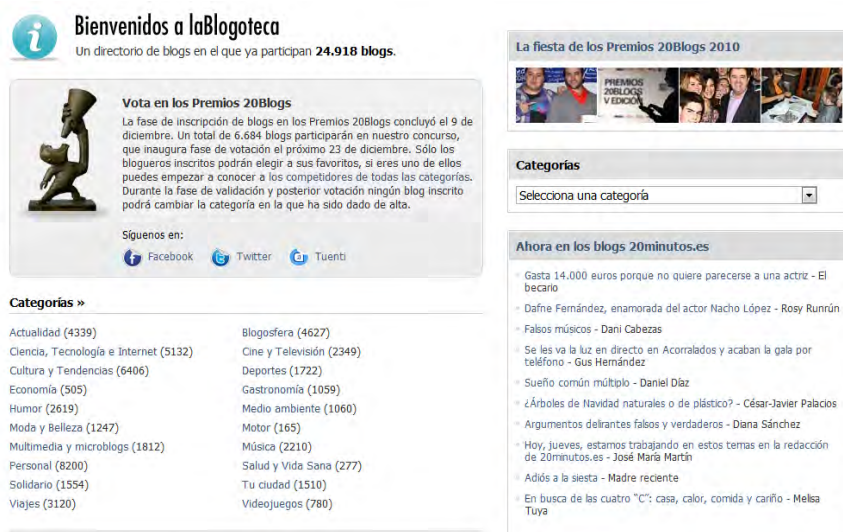 Bienvenidos a laBlogoteca
Un directorio de blogs en el que ya participan 24.918 blogs.
Vota en los Premios 20Blogs
La fase de inscripción de blogs en los Premios 20Blogs concluyó el 9 de
diciembre. Un total de 6.684 blogs participarán en nuestro concurso,
que inaugura fase de votación el próximo 23 de diciembre. Sólo los
blogueros inscritos podrán elegir a sus favoritos, si eres uno de ellos
puedes empezar a conocer a los competidores de todas las categorías.
Durante la fase de validación y posterior votación ningún blog inscrito
podrá cambiar la categoría en la que ha sido dado de alta.
Síguenos en:
Facebook Twitter Tuenti
Categorías »
Actualidad (4339)
Ciencia, Tecnología e Internet (5132)
Cultura y Tendencias (6406)
Economía (505)
Humor (2619)
Moda y Belleza (1247)
Multimedia y microblogs (1812)
Personal (8200)
Solidario (1554)
Viajes (3120)
Blogosfera (4627)
Cine y Televisión (2349)
Deportes (1722)
Gastronomía (1059)
Medio ambiente (1060)
Motor (165)
Música (2210)
Salud y Vida Sana (277)
Tu ciudad (1510)
Videojuegos (780)
La fiesta de los Premios 20Blogs 2010
PREMIOS
20BLOGS
V EDICIÓN
Categorías
Selecciona una categoría
Ahora en los blogs 20minutos.es
Gasta 14.000 euros porque no quiere parecerse a una actriz - El
becario
Dafne Fernández, enamorada del actor Nacho López - Rosy Runrún
Falsos músicos - Dani Cabezas
Se les va la luz en directo en Acorralados y acaban la gala por
teléfono - Gus Hernández
Sueño común múltiplo - Daniel Díaz
¿Árboles de Navidad naturales o de plástico? - César-Javier Palacios
Argumentos delirantes falsos y verdaderos - Diana Sánchez
Hoy, jueves, estamos trabajando en estos temas en la redacción
de 20minutos.es - José María Martín
Adiós a la siesta - Madre reciente
En busca de las cuatro "C": casa, calor, comida y cariño - Melisa
Tuya